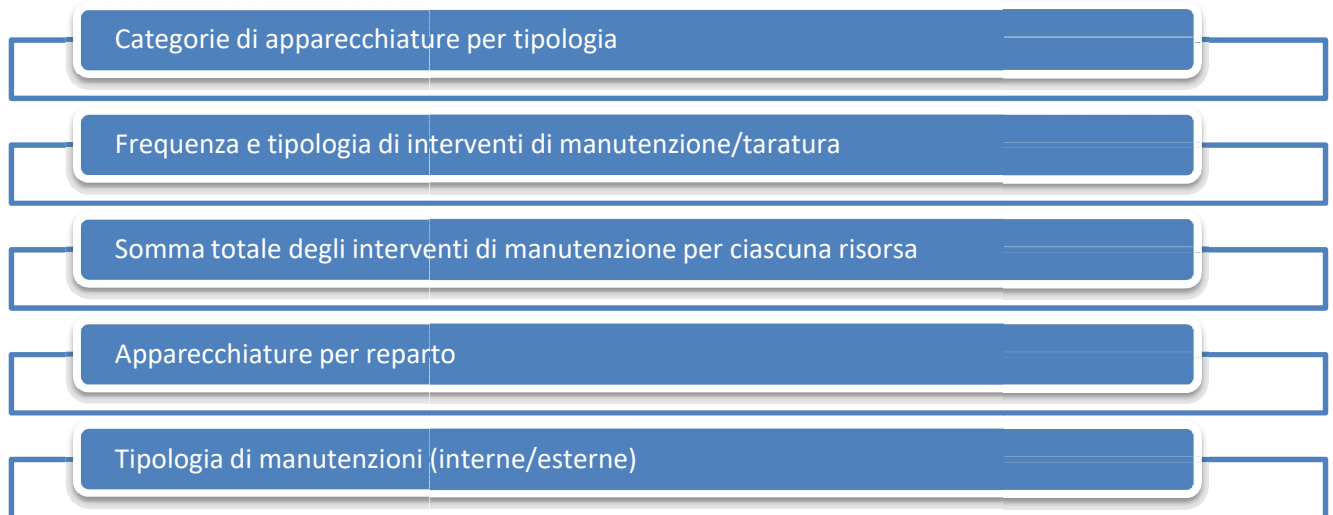 Categorie di apparecchiature per tipologia
Frequenza e tipologia di interventi di manutenzione/taratura
Somma totale degli interventi di manutenzione per ciascuna risorsa
Apparecchiature per reparto
Tipologia di manutenzioni (interne/esterne)